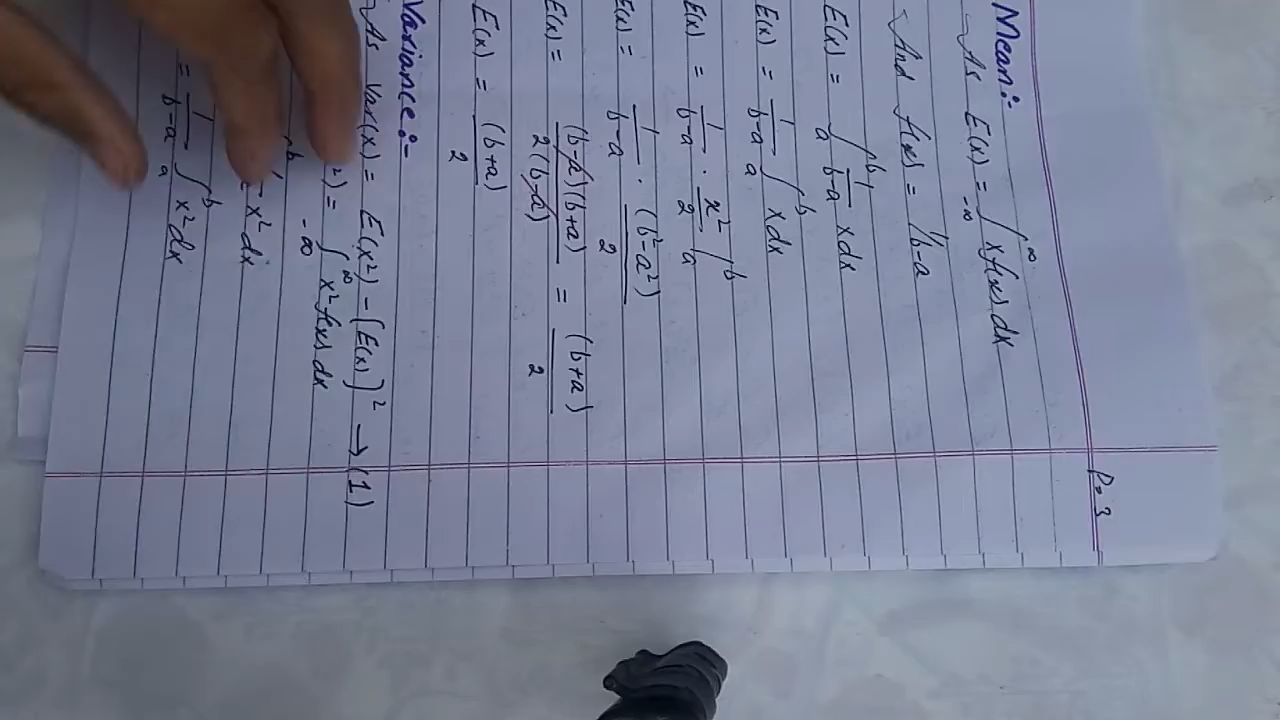 P-3
Mean:-
As E(x) = ∫_{-∞}^{∞} x f(x) dx
And f(x) = 1/b-a
E(x) = ∫_a^b 1/b-a x dx
E(x) = 1/b-a ∫_a^b x dx
E(x) = 1/b-a . x²/2 /_a^b
E(x) = 1/b-a . (b²-a²)/2
E(x) = (b-a)(b+a)/2(b-a) = (b+a)/2
E(x) = (b+a)/2
Variance:-
As Var(x) = E(x²) - [E(x)]² → (1)
²) = ∫_{-∞}^{∞} x² f(x) dx
x² dx
= 1/b-a ∫_a^b x² dx